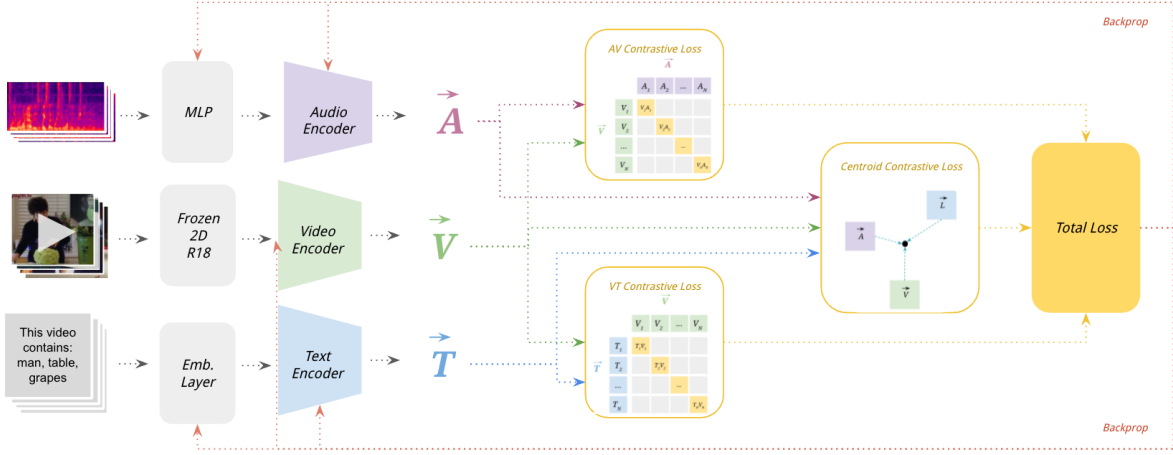 Backprop
MLP
Audio
Encoder
A
AV Contrastive Loss
A
A1 A2 ... AN
V
V1 V1A1
V2 V2A2
... ...
VN VNAN
Frozen
2D
R18
Video
Encoder
V
Centroid Contrastive Loss
L
A
V
Total Loss
This video
contains:
man, table,
grapes
Emb.
Layer
Text
Encoder
T
VT Contrastive Loss
V
V1 V2 ... VN
T
T1 T1V1
T2 T2V2
... ...
TN TNVN
Backprop